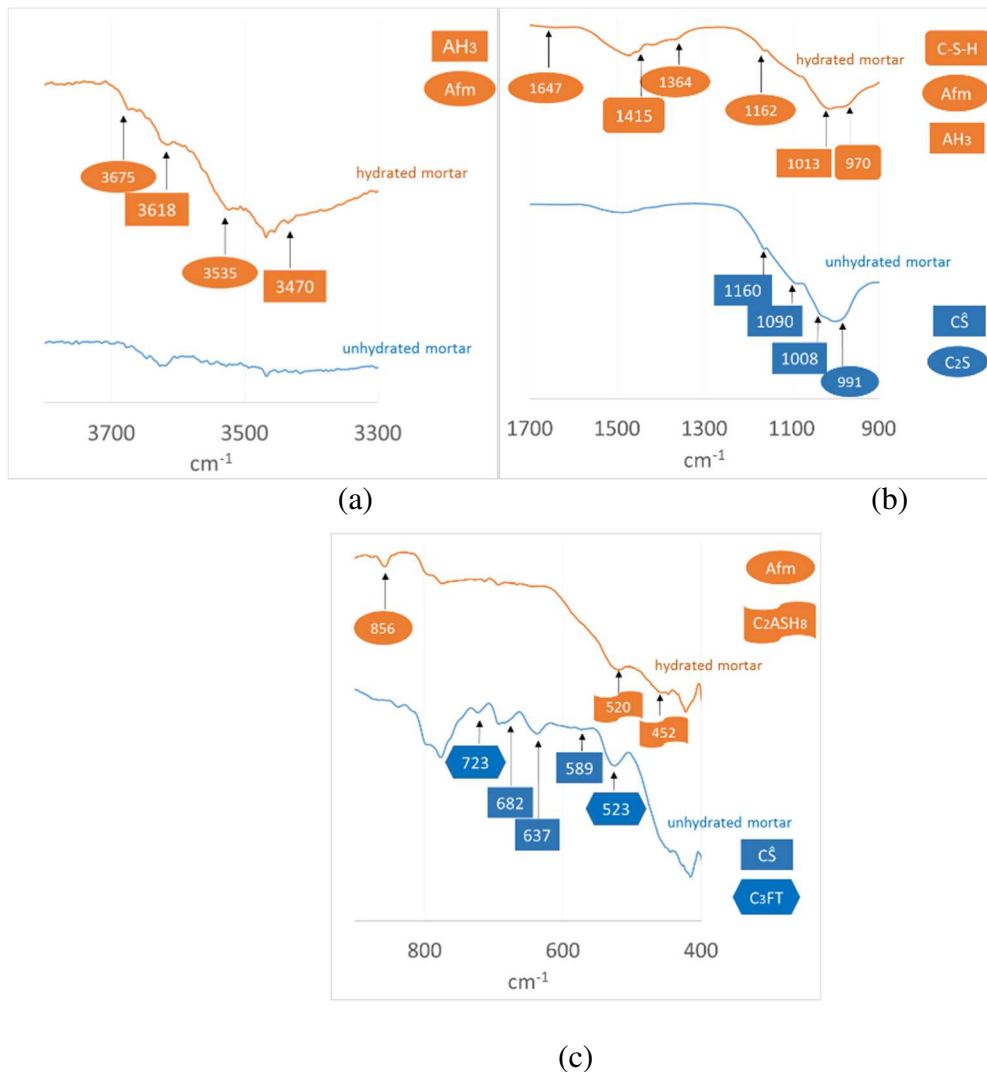 AH₃
Afm
hydrated mortar
3675
3618
3535
3470
unhydrated mortar
3700 3500 3300
cm⁻¹
(a)
C-S-H
hydrated mortar
Afm
1647
1364
1415
1162
AH₃
1013
970
unhydrated mortar
1160
1090
CŜ
1008
C₂S
991
1700 1500 1300 1100 900
cm⁻¹
(b)
Afm
856
C₂ASH₈
hydrated mortar
520
452
723
589
682
523
637
unhydrated mortar
CŜ
C₃FT
800 600 400
cm⁻¹
(c)